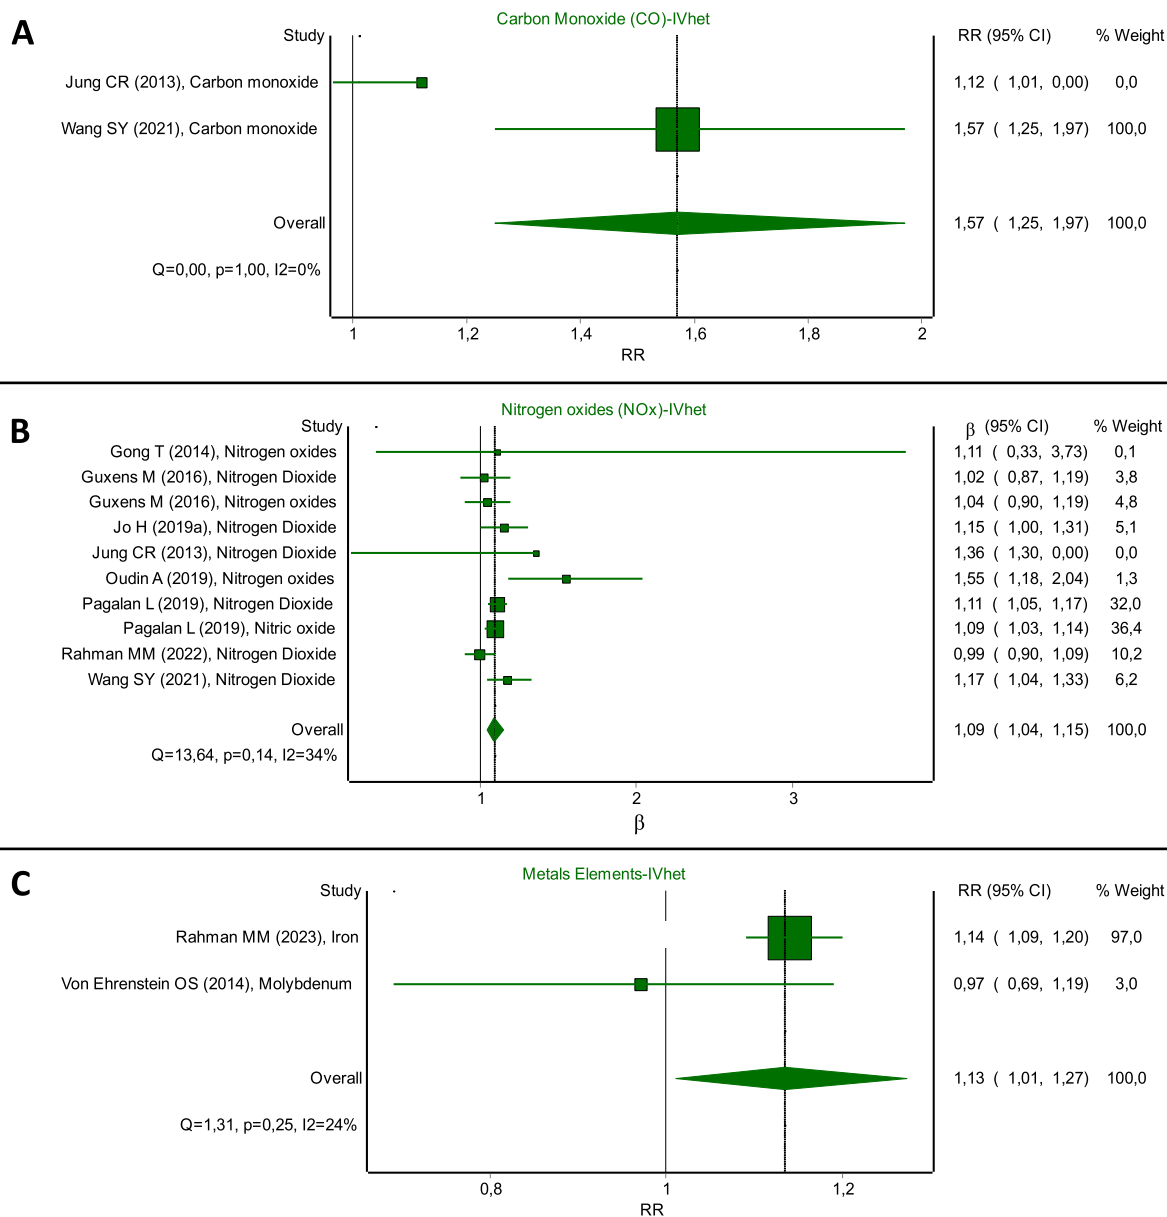 A
Carbon Monoxide (CO)-IVhet
Study RR (95% CI) % Weight
Jung CR (2013), Carbon monoxide 1,12 ( 1,01, 0,00) 0,0
Wang SY (2021), Carbon monoxide 1,57 ( 1,25, 1,97) 100,0
Overall 1,57 ( 1,25, 1,97) 100,0
Q=0,00, p=1,00, I2=0%
1 1,2 1,4 1,6 1,8 2
RR
B
Nitrogen oxides (NOx)-IVhet
Study β (95% CI) % Weight
Gong T (2014), Nitrogen oxides 1,11 ( 0,33, 3,73) 0,1
Guxens M (2016), Nitrogen Dioxide 1,02 ( 0,87, 1,19) 3,8
Guxens M (2016), Nitrogen oxides 1,04 ( 0,90, 1,19) 4,8
Jo H (2019a), Nitrogen Dioxide 1,15 ( 1,00, 1,31) 5,1
Jung CR (2013), Nitrogen Dioxide 1,36 ( 1,30, 0,00) 0,0
Oudin A (2019), Nitrogen oxides 1,55 ( 1,18, 2,04) 1,3
Pagalan L (2019), Nitrogen Dioxide 1,11 ( 1,05, 1,17) 32,0
Pagalan L (2019), Nitric oxide 1,09 ( 1,03, 1,14) 36,4
Rahman MM (2022), Nitrogen Dioxide 0,99 ( 0,90, 1,09) 10,2
Wang SY (2021), Nitrogen Dioxide 1,17 ( 1,04, 1,33) 6,2
Overall 1,09 ( 1,04, 1,15) 100,0
Q=13,64, p=0,14, I2=34%
1 2 3
β
C
Metals Elements-IVhet
Study RR (95% CI) % Weight
Rahman MM (2023), Iron 1,14 ( 1,09, 1,20) 97,0
Von Ehrenstein OS (2014), Molybdenum 0,97 ( 0,69, 1,19) 3,0
Overall 1,13 ( 1,01, 1,27) 100,0
Q=1,31, p=0,25, I2=24%
0,8 1 1,2
RR